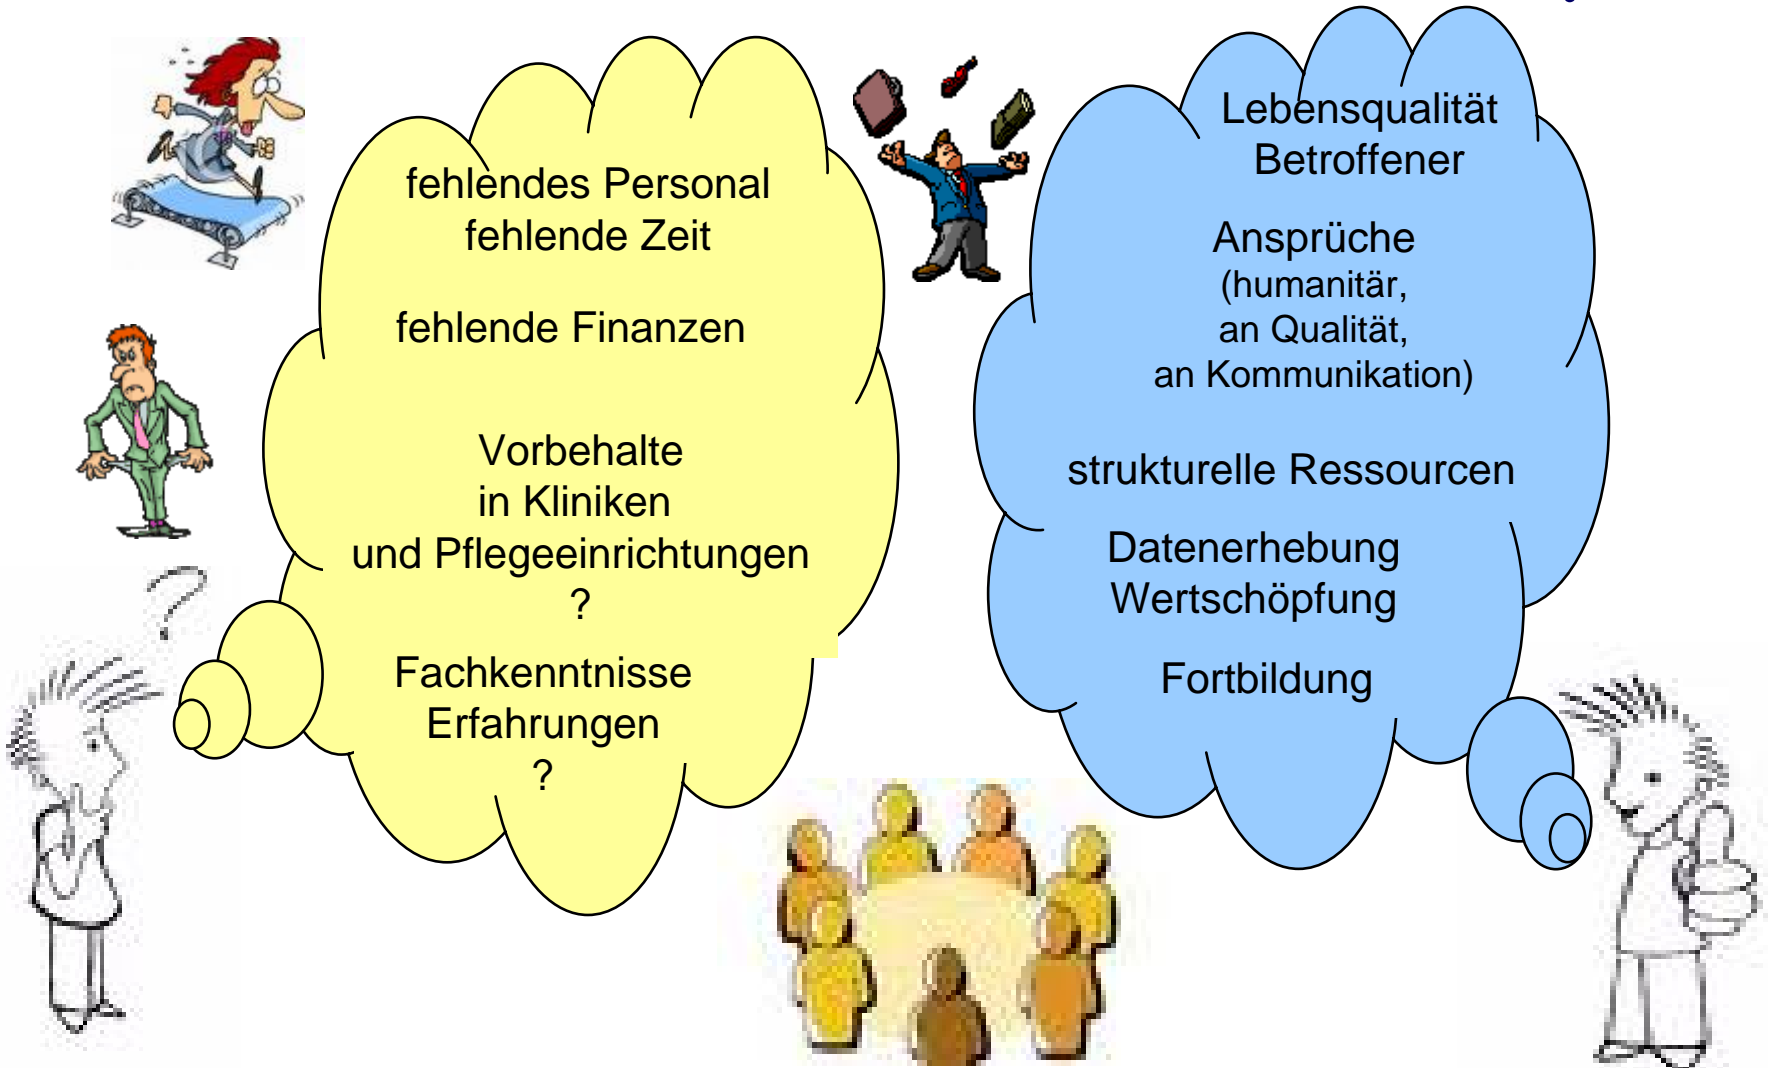 fehlendes Personal
fehlende Zeit
fehlende Finanzen
Vorbehalte
in Kliniken
und Pflegeeinrichtungen
?
Fachkenntnisse
Erfahrungen
?
?
Lebensqualität
Betroffener
Ansprüche
(humanitär,
an Qualität,
an Kommunikation)
strukturelle Ressourcen
Datenerhebung
Wertschöpfung
Fortbildung